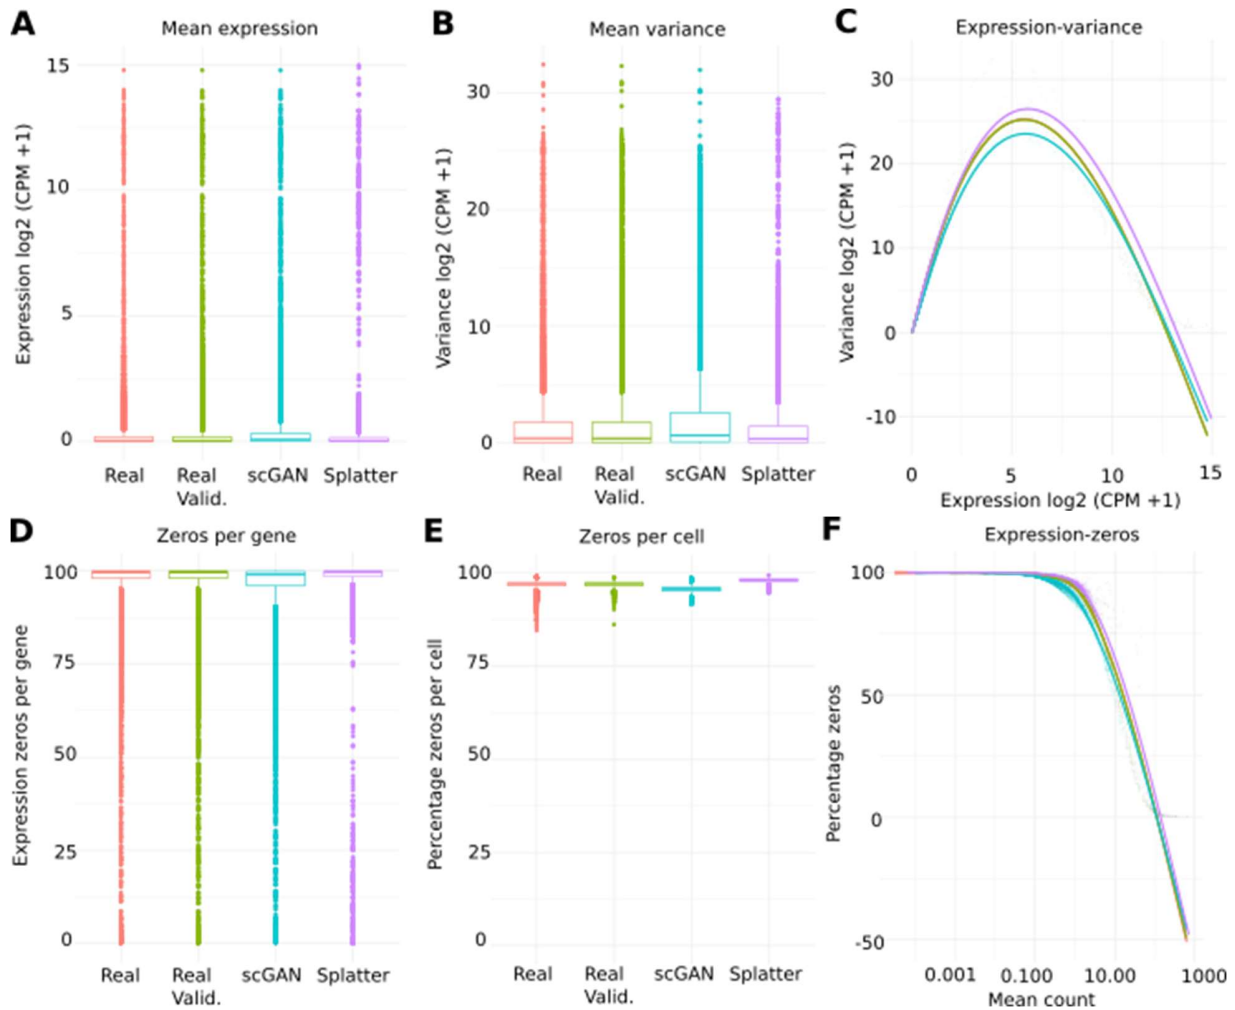 A
Mean expression
Expression log2 (CPM +1)
15
10
5
0
Real
Real
Valid.
scGAN
Splatter
B
Mean variance
Variance log2 (CPM +1)
30
20
10
0
Real
Real
Valid.
scGAN
Splatter
C
Expression-variance
Variance log2 (CPM +1)
30
20
10
0
-10
0
5
10
15
Expression log2 (CPM +1)
D
Zeros per gene
Expression zeros per gene
100
75
50
25
0
Real
Real
Valid.
scGAN
Splatter
E
Zeros per cell
Percentage zeros per cell
100
75
50
25
0
Real
Real
Valid.
scGAN
Splatter
F
Expression-zeros
Percentage zeros
100
50
0
-50
0.001
0.100
10.00
1000
Mean count